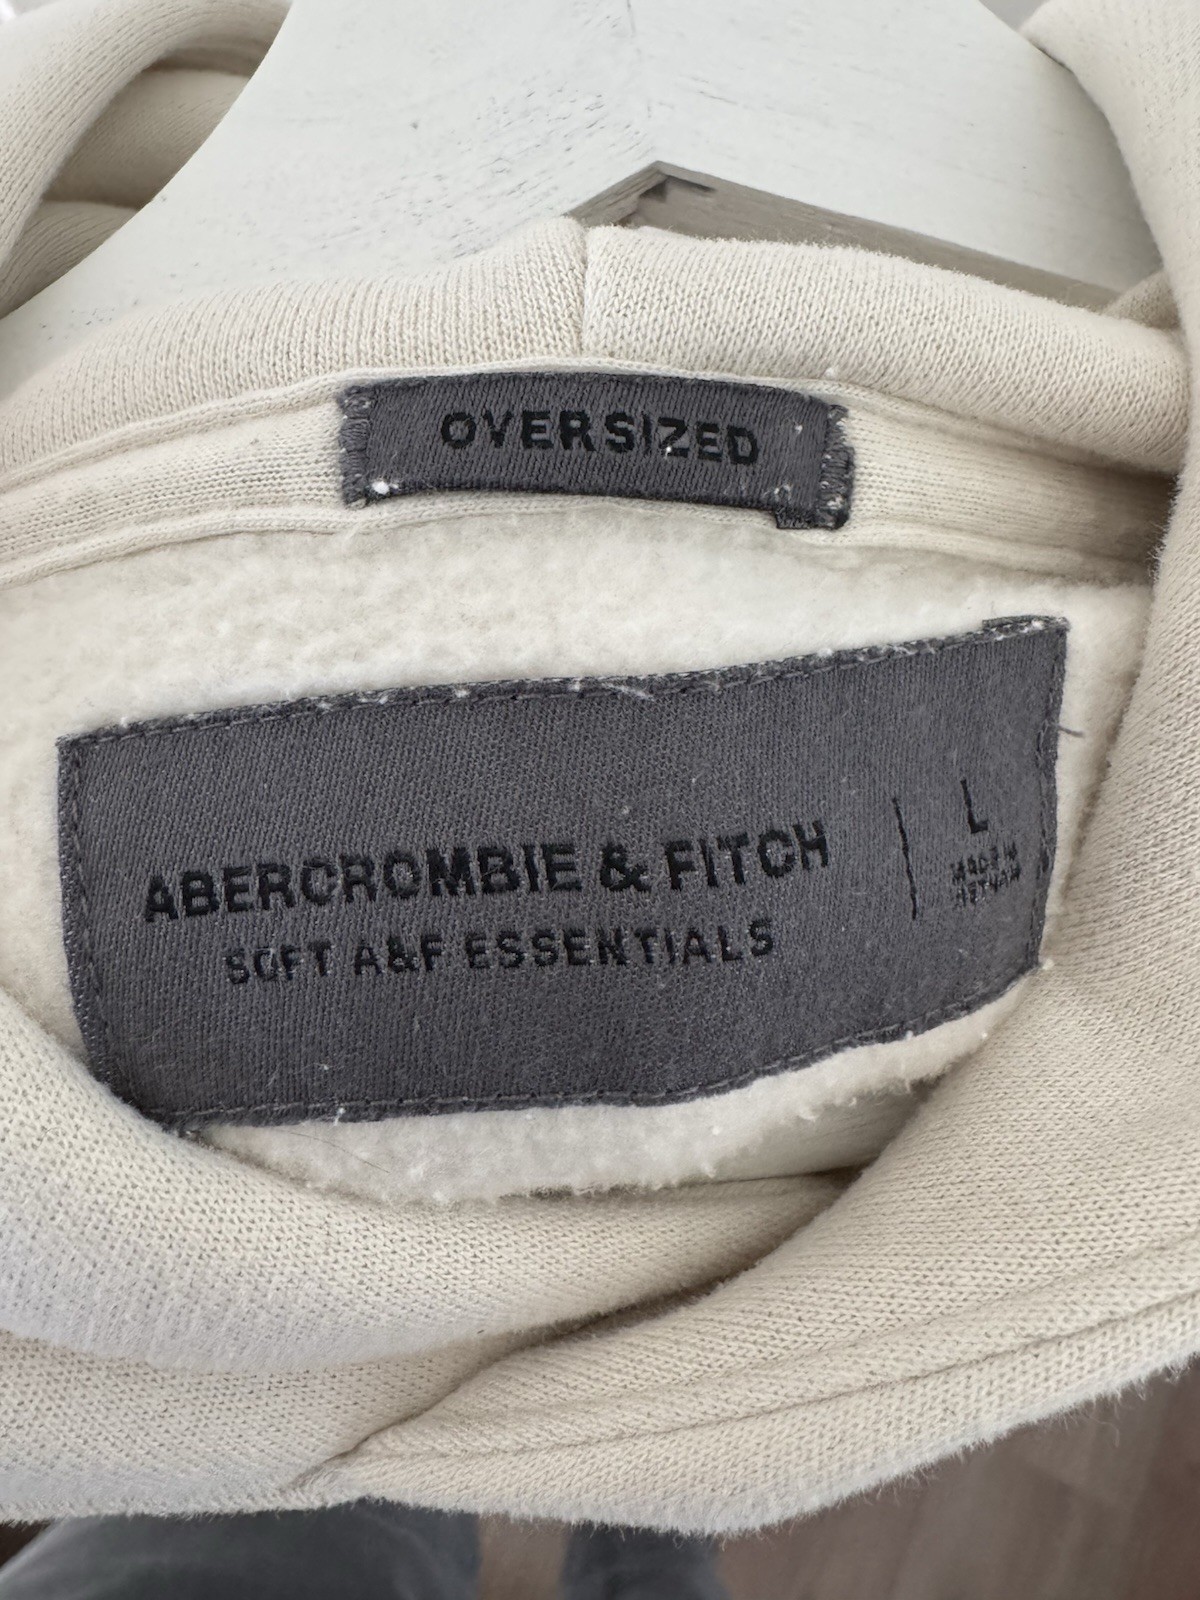 OVERSIZED
ABERCROMBIE & FITCH
SOFT A&F ESSENTIALS
L
MADE IN
VIETNAM